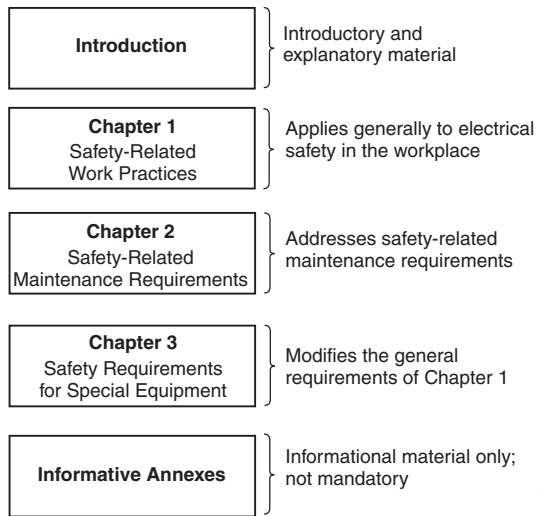 Introduction
Introductory and
explanatory material
Chapter 1
Safety-Related
Work Practices
Applies generally to electrical
safety in the workplace
Chapter 2
Safety-Related
Maintenance Requirements
Addresses safety-related
maintenance requirements
Chapter 3
Safety Requirements
for Special Equipment
Modifies the general
requirements of Chapter 1
Informative Annexes
Informational material only;
not mandatory